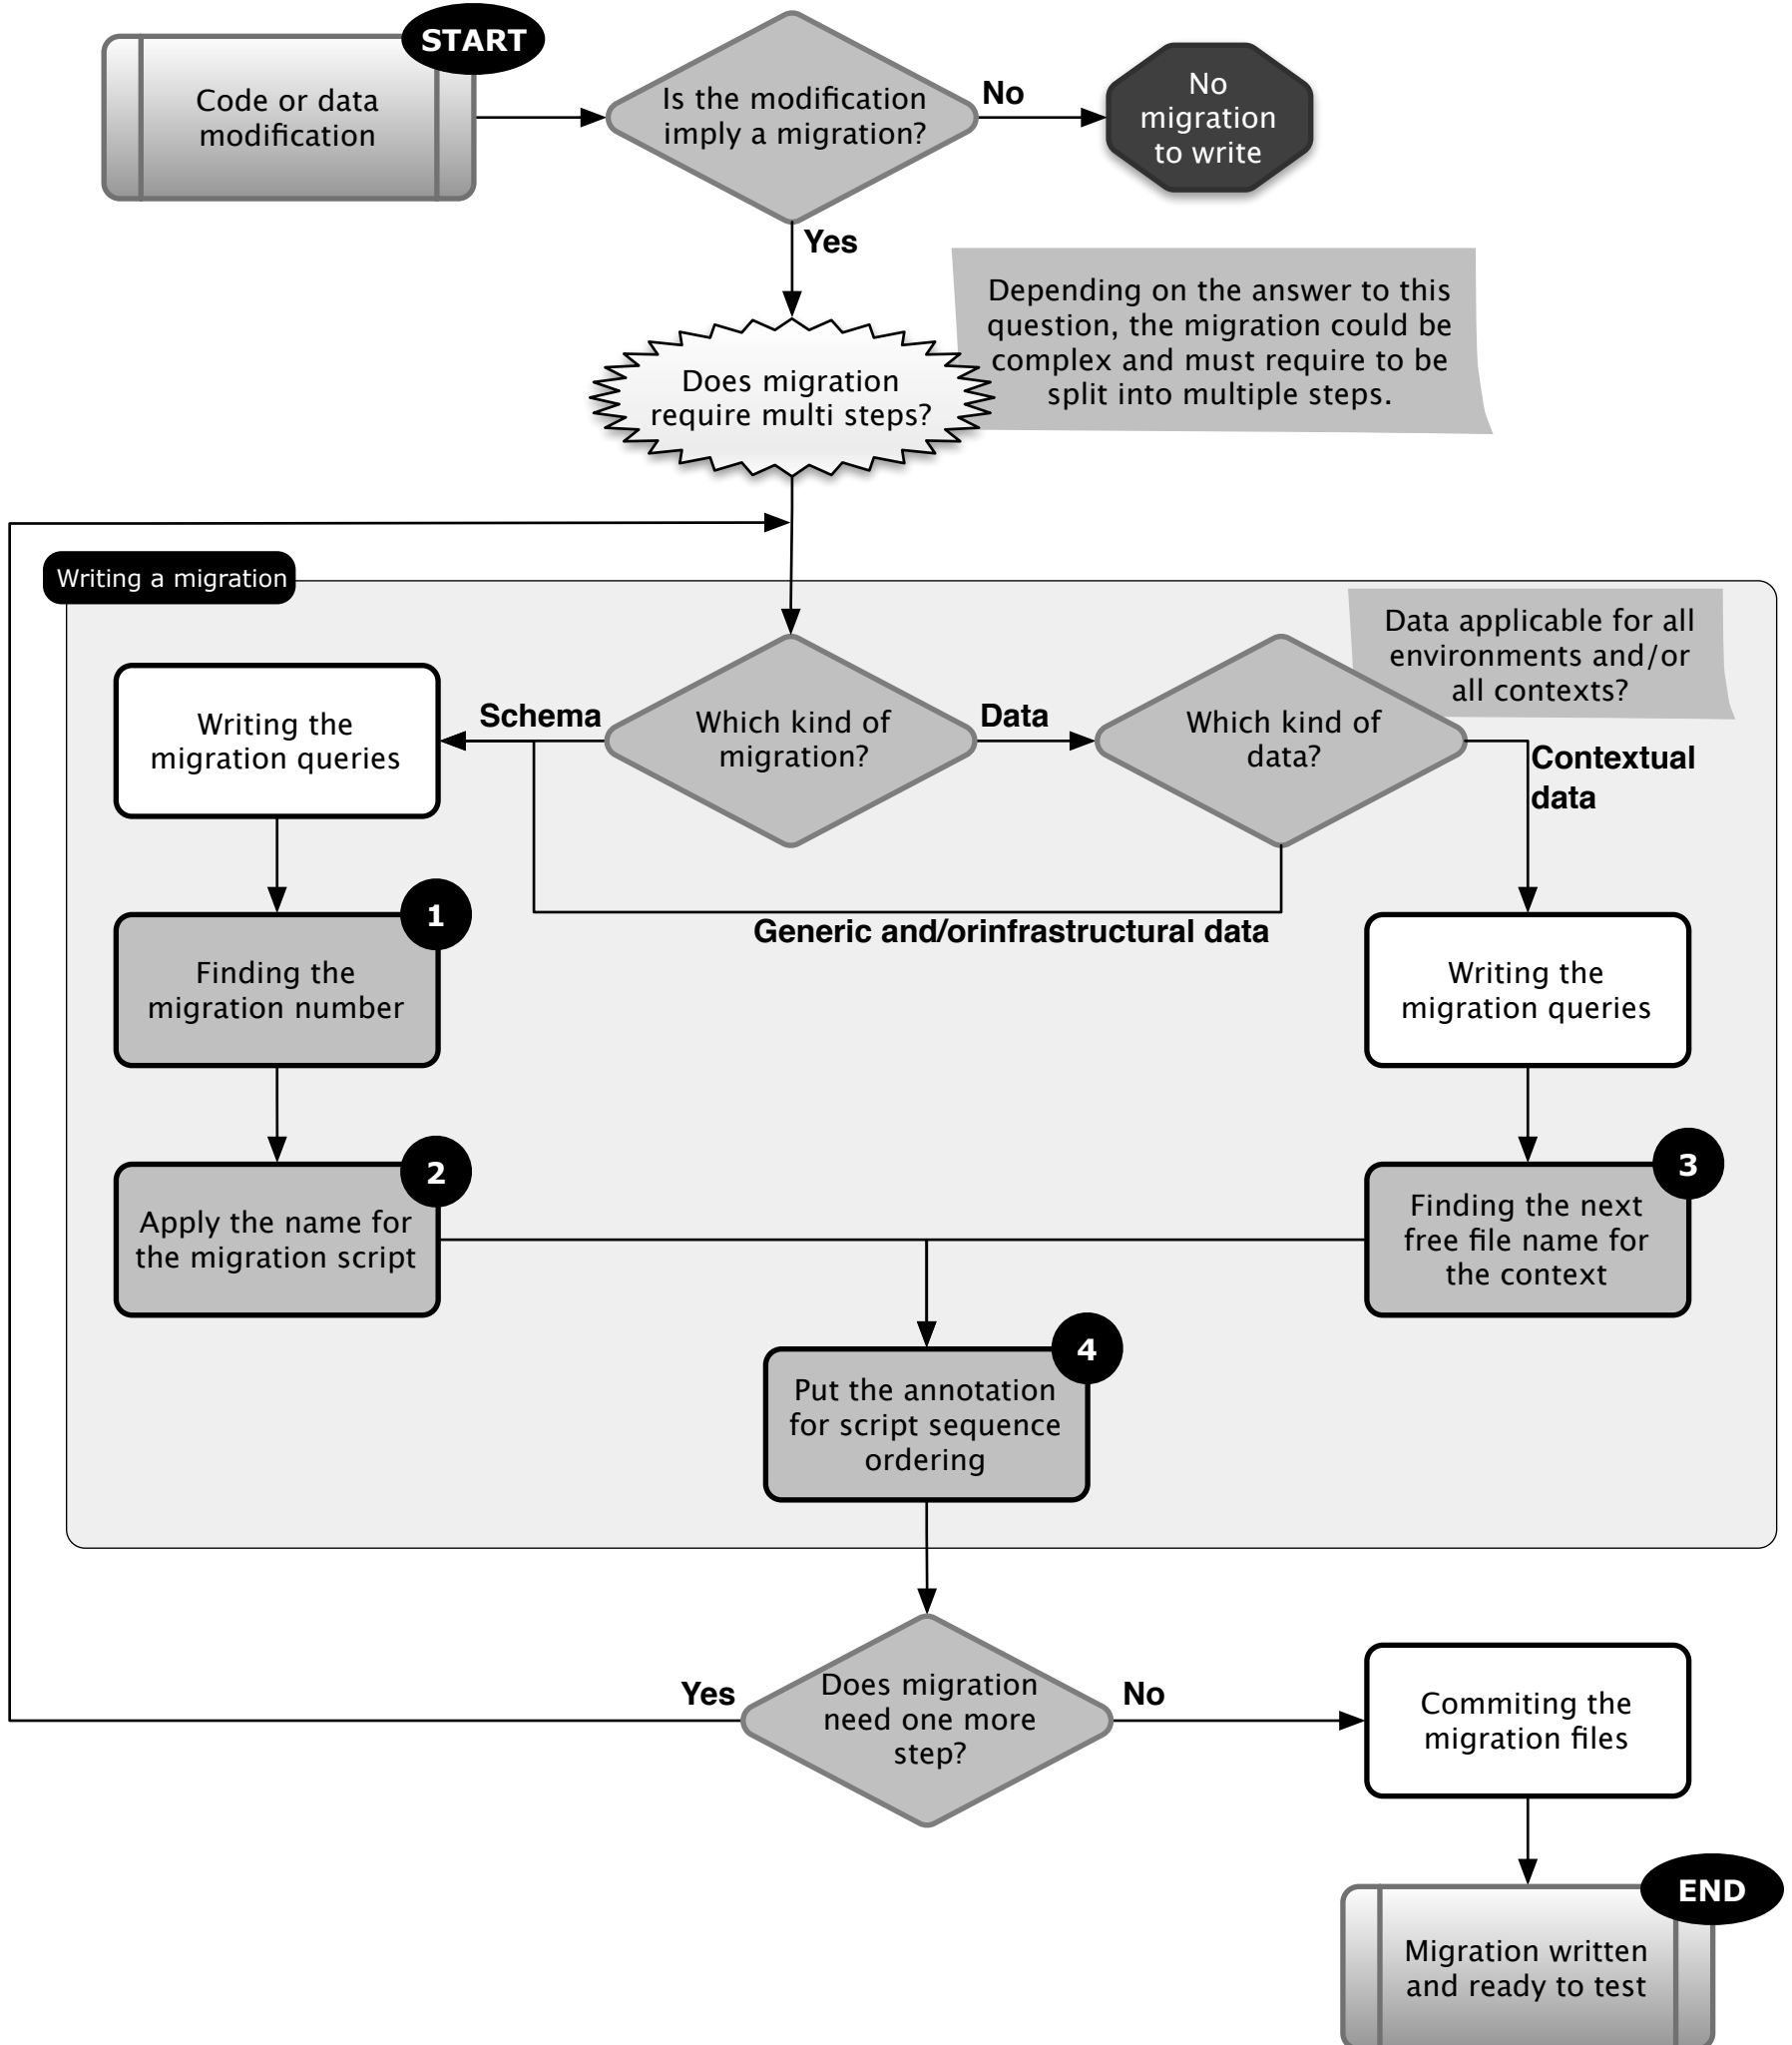 START
Code or data
modification
Is the modification
imply a migration?
No
No
migration
to write
Yes
Depending on the answer to this
question, the migration could be
complex and must require to be
split into multiple steps.
Does migration
require multi steps?
Writing a migration
Data applicable for all
environments and/or
all contexts?
Writing the
migration queries
Schema
Which kind of
migration?
Data
Which kind of
data?
Contextual
data
Generic and/orinfrastructural data
1
Finding the
migration number
Writing the
migration queries
2
Apply the name for
the migration script
3
Finding the next
free file name for
the context
4
Put the annotation
for script sequence
ordering
Yes
Does migration
need one more
step?
No
Commiting the
migration files
END
Migration written
and ready to test